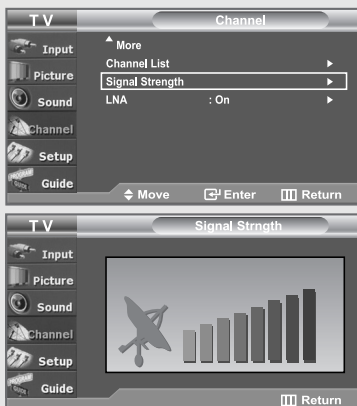 TV
Channel
Input
Picture
Sound
Channel
Setup
Guide
More
Channel List
Signal Strength
LNA : On
Move Enter Return
TV
Signal Strngth
Input
Picture
Sound
Channel
Setup
PROGRAM
Guide
Return